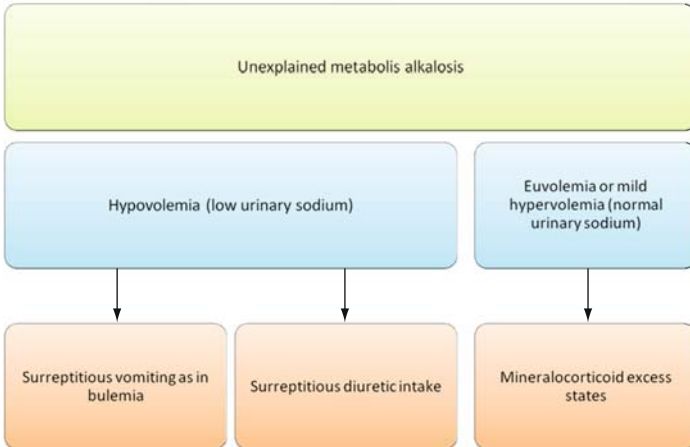 Unexplained metabolis alkalosis
Hypovolemia (low urinary sodium)
Euvolemia or mild
hypervolemia (normal
urinary sodium)
Surreptitious vomiting as in
bulemia
Surreptitious diuretic intake
Mineralocorticoid excess
states